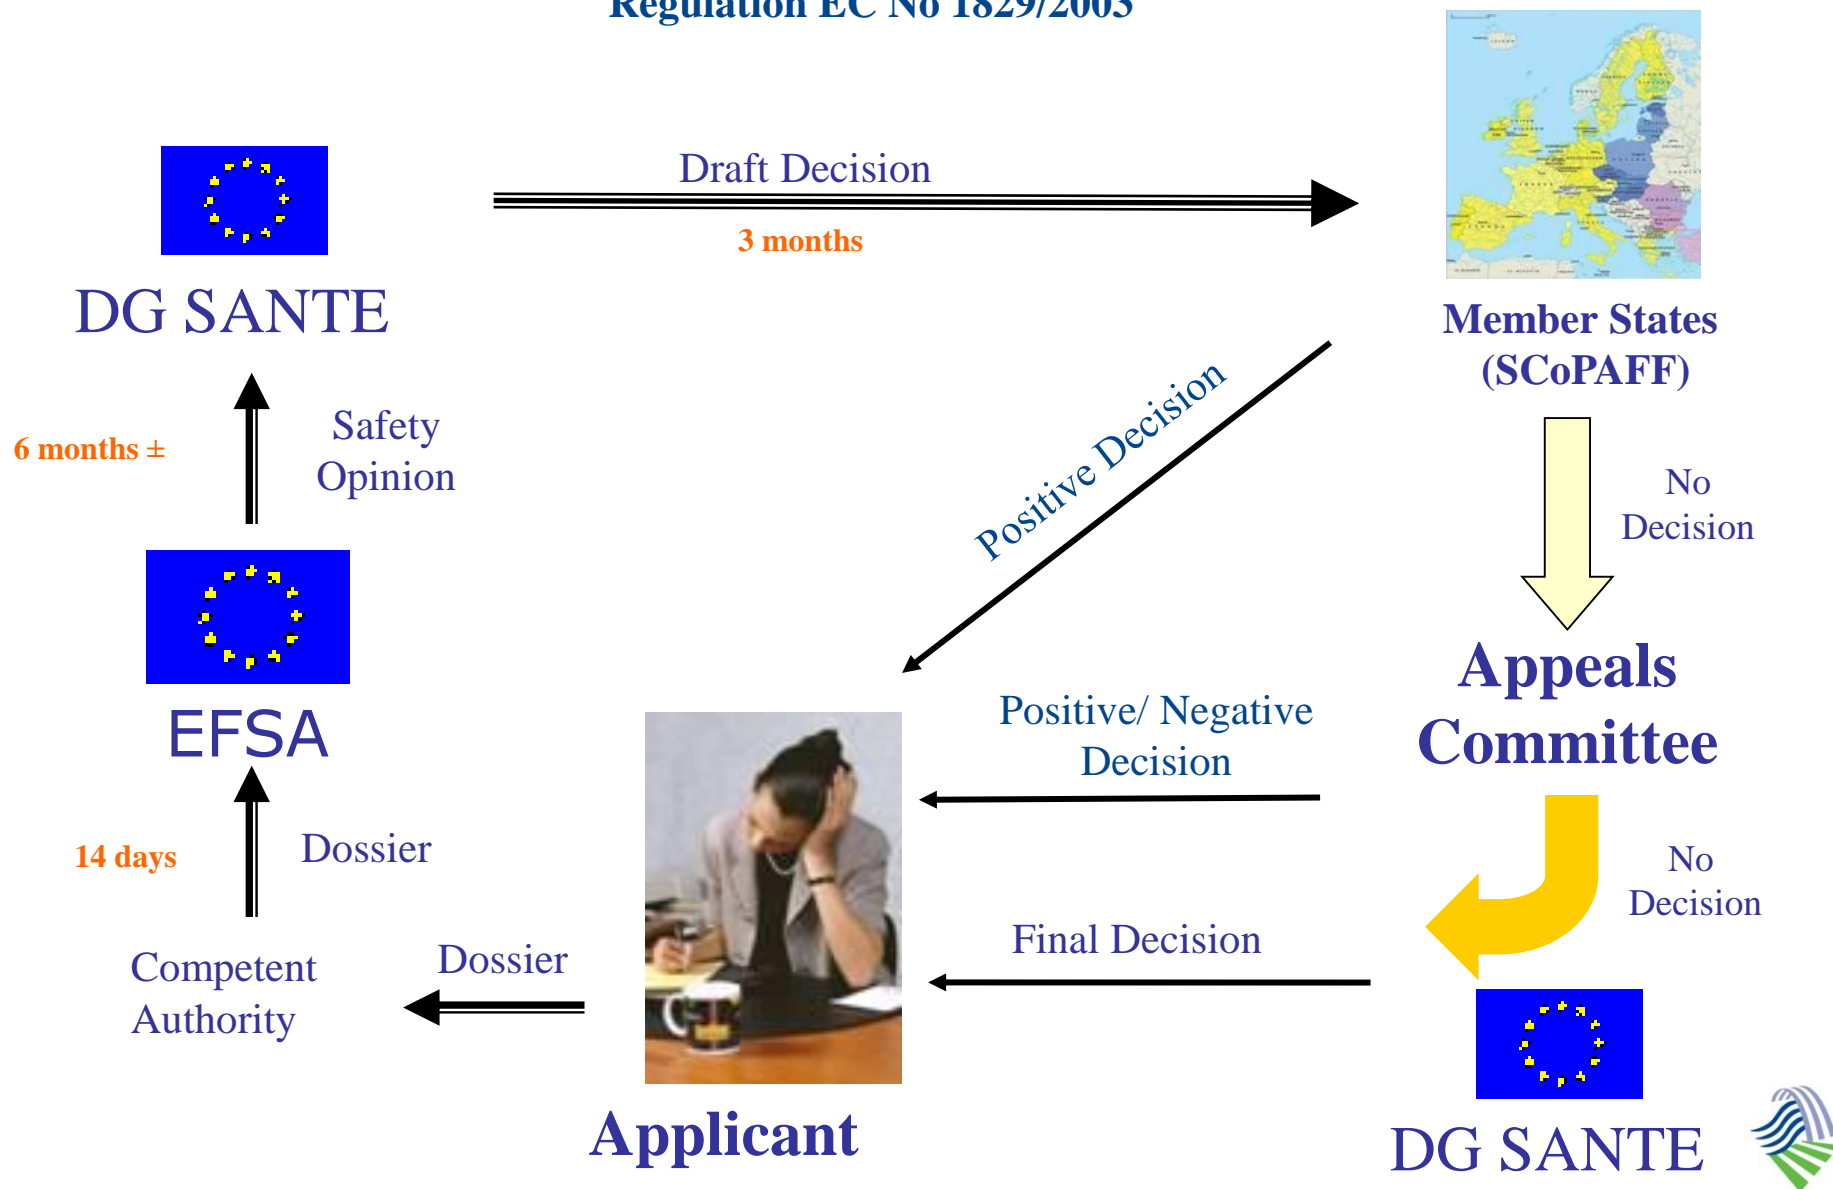 Regulation EC No 1829/2003
Draft Decision
3 months
DG SANTE
Member States
(SCoPAFF)
6 months ±
Safety
Opinion
Positive Decision
No
Decision
EFSA
Appeals
Committee
Positive/ Negative
Decision
14 days
Dossier
No
Decision
Competent
Authority
Dossier
Final Decision
Applicant
DG SANTE